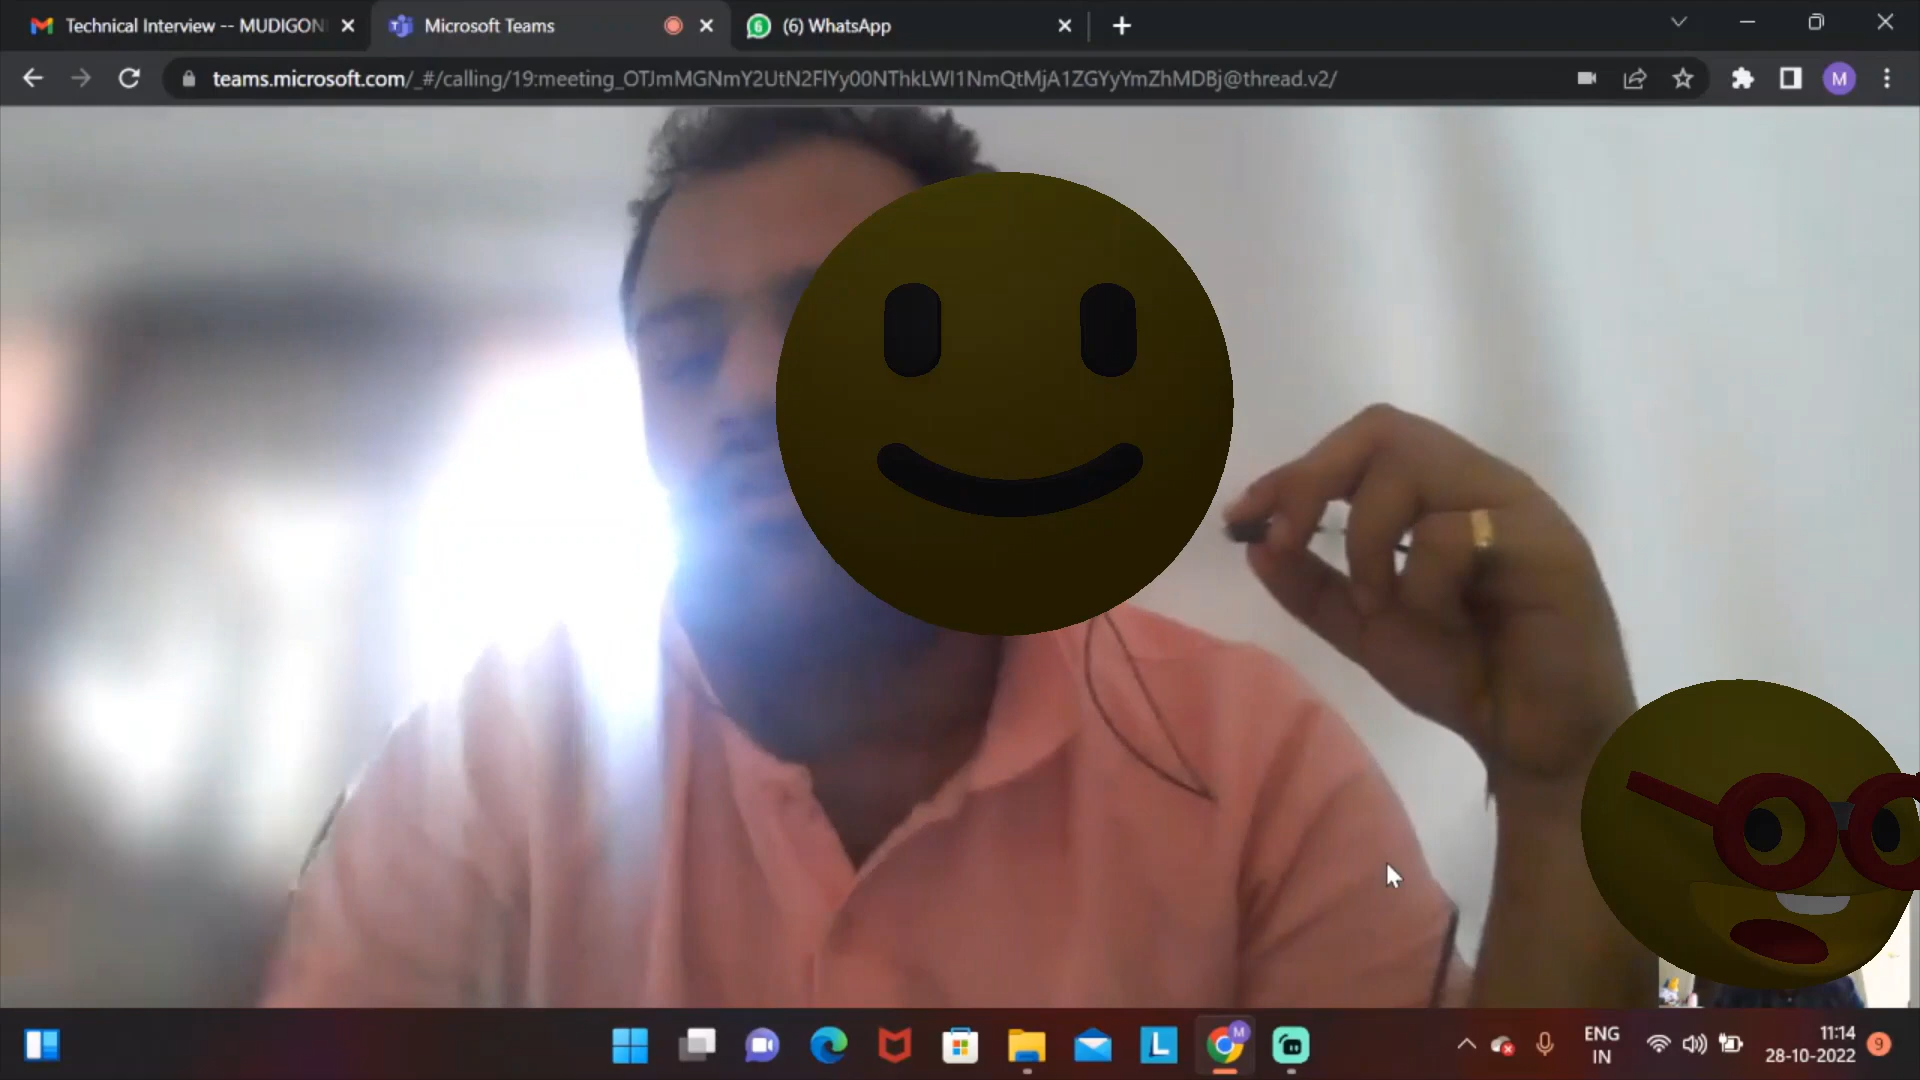 Technical Interview -- MUDIGON
Microsoft Teams
6
(6) WhatsApp
teams.microsoft.com/_#/calling/19:meeting_OTJmMGNmY2UtN2FlYy00NThkLWI1NmQtMjA1ZGYyYmZhMDBj@thread.v2/
M
L
M
ENG
IN
11:14
28-10-2022
9